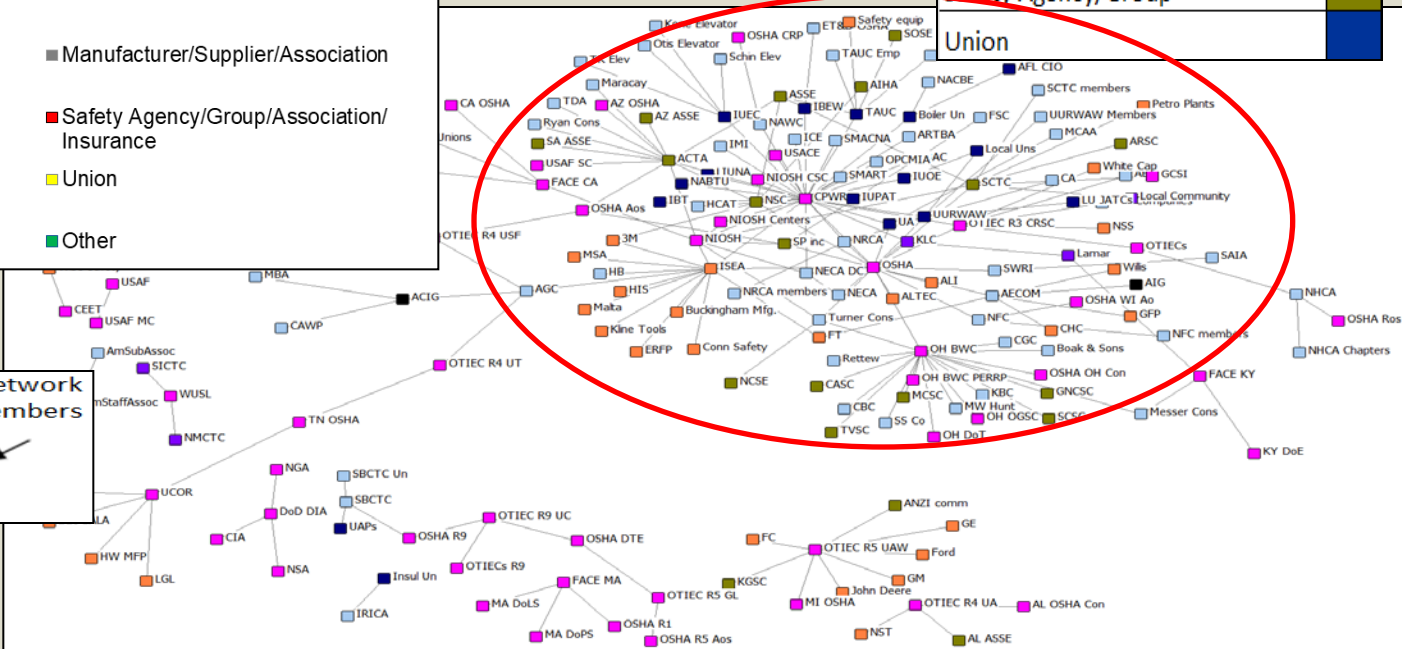 Manufacturer/Supplier/Association
Safety Agency/Group/Association/
Insurance
Union
Other
Union
etwork
embers
Otis Elevator
OSHA CRP
Safety equip
SOSE
Schin Elev
TAUC Emp
AFL CIO
Maracay
AIHA
NACBE
SCTC members
CA OSHA
TDA
AZ OSHA
ASSE
IBEW
Petro Plants
AZ ASSE
IUEC
NAWC
TAUC
Boiler Un
FSC
UURWAW Members
Ryan Cons
Unions
SA ASSE
IMI
ICE
SMACNA
ARTBA
MCAA
ARSC
USAF SC
ACTA
USACE
OPCMIA
AC
Local Uns
White Cap
FACE CA
NABTU
NIOSH CSC
SMART
IUOE
SCTC
CA
GCSI
IBT
HCAT
NSC
CPWR
IUPAT
LU JATCs
Local Community
OSHA Aos
NIOSH Centers
UA
UURWAW
OTIEC R3 CRSC
NSS
OTIEC R4 USF
3M
NIOSH
SP inc
NRCA
KLC
OTIECs
MSA
Lamar
SAIA
HB
ISEA
NECA DC
OSHA
SWRI
Wilis
USAF
MBA
ACIG
AGC
HIS
NRCA members
NECA
ALI
ALTEC
AECOM
AIG
OSHA WI Ao
NHCA
CEET
USAF MC
CAWP
Malta
Buckingham Mfg.
Turner Cons
NFC
GFP
OSHA Ros
Kline Tools
FT
CHC
NFC members
AmSubAssoc
ERFP
Conn Safety
OH BWC
CGC
Boak & Sons
NHCA Chapters
SICTC
OTIEC R4 UT
Rettew
OSHA OH Con
FACE KY
WUSL
mStaffAssoc
NCSE
CASC
OH BWC PERRP
MCSC
KBC
GNCSC
CBC
MW Hunt
OH OGSC
SCSC
Messer Cons
TN OSHA
SS Co
NMCTC
TVSC
OH DoT
KY DoE
NGA
SBCTC Un
UCOR
SBCTC
ANZI comm
DoD DIA
OTIEC R9 UC
LA
UAPs
GE
CIA
OSHA R9
OSHA DTE
FC
OTIEC R5 UAW
Ford
HW MFP
NSA
OTIECs R9
LGL
Insul Un
FACE MA
KGSC
GM
John Deere
MA DoLS
OTIEC R5 GL
MI OSHA
OTIEC R4 UA
AL OSHA Con
IRICA
OSHA R1
MA DoPS
OSHA R5 Aos
NST
AL ASSE